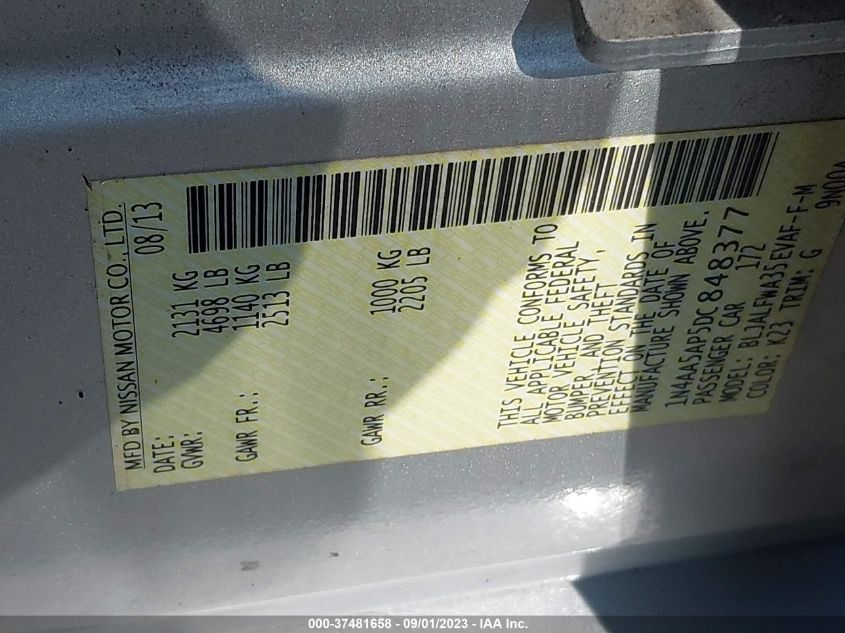 MFD BY NISSAN MOTOR CO., LTD.
DATE: 08/13
GVWR: 2131 KG
4698 LB
GAWR FR.: 1140 KG
2513 LB
GAWR RR.: 1000 KG
2205 LB
THIS VEHICLE CONFORMS TO
ALL APPLICABLE FEDERAL
MOTOR VEHICLE SAFETY,
BUMPER, AND THEFT
PREVENTION STANDARDS IN
EFFECT ON THE DATE OF
MANUFACTURE SHOWN ABOVE.
1N4AA5AP5DC848377
PASSENGER CAR 172
MODEL: BLJALFWA35EVAF-F-M
COLOR: K23 TRIM: G 9N00A
000-37481658 - 09/01/2023 - IAA Inc.